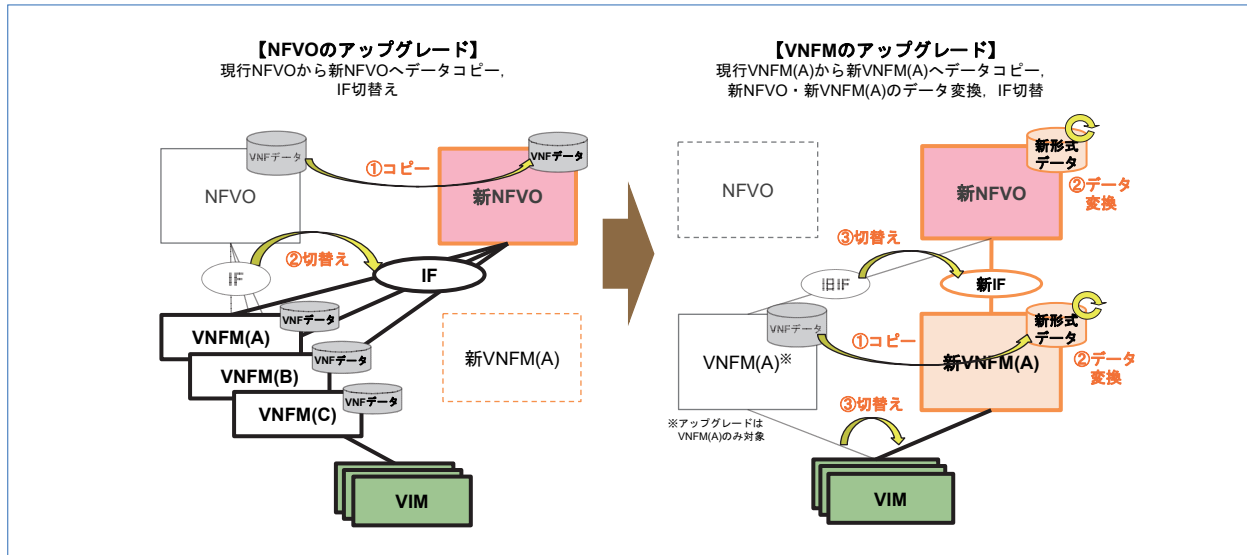 【NFVOのアップグレード】
現行NFVOから新NFVOへデータコピー,
IF切替え
VNFデータ
NFVO
①コピー
VNFデータ
新NFVO
②切替え
IF
IF
VNFM(A)
VNFデータ
VNFM(B)
VNFデータ
VNFM(C)
VNFデータ
新VNFM(A)
VIM
【VNFMのアップグレード】
現行VNFM(A)から新VNFM(A)へデータコピー,
新NFVO・新VNFM(A)のデータ変換, IF切替
NFVO
新形式
データ
新NFVO
②データ
変換
③切替え
旧IF
新IF
VNFデータ
VNFM(A)※
①コピー
新形式
データ
新VNFM(A)
②データ
変換
③切替え
※アップグレードは
VNFM(A)のみ対象
VIM